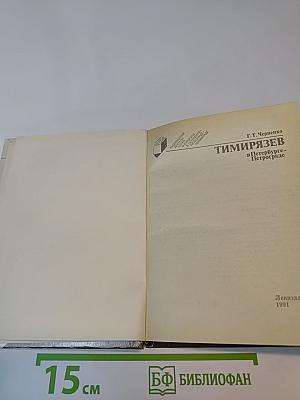 Г. Т. Черненко
ТИМИРЯЗЕВ
в Петербурге-
Петрограде
Лениздат
1991
15 см
БФ БИБЛИОФАН